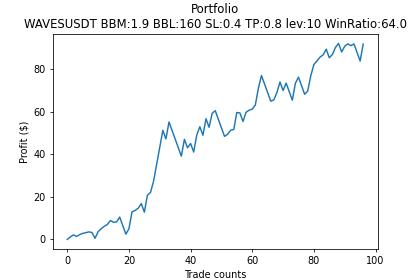 Portfolio
WAVESUSDT BBM:1.9 BBL:160 SL:0.4 TP:0.8 lev:10 WinRatio:64.0
Profit ($)
80
60
40
20
0
0 20 40 60 80 100
Trade counts